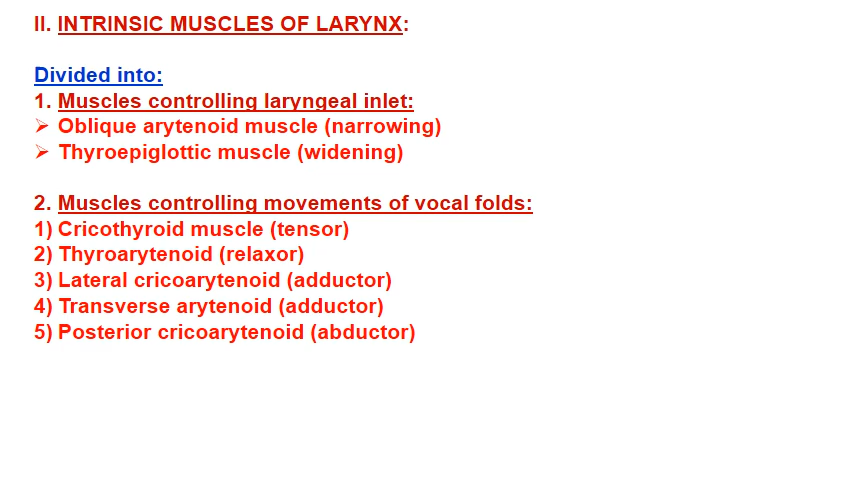 II. INTRINSIC MUSCLES OF LARYNX:
Divided into:
1. Muscles controlling laryngeal inlet:
➢ Oblique arytenoid muscle (narrowing)
➢ Thyroepiglottic muscle (widening)
2. Muscles controlling movements of vocal folds:
1) Cricothyroid muscle (tensor)
2) Thyroarytenoid (relaxor)
3) Lateral cricoarytenoid (adductor)
4) Transverse arytenoid (adductor)
5) Posterior cricoarytenoid (abductor)